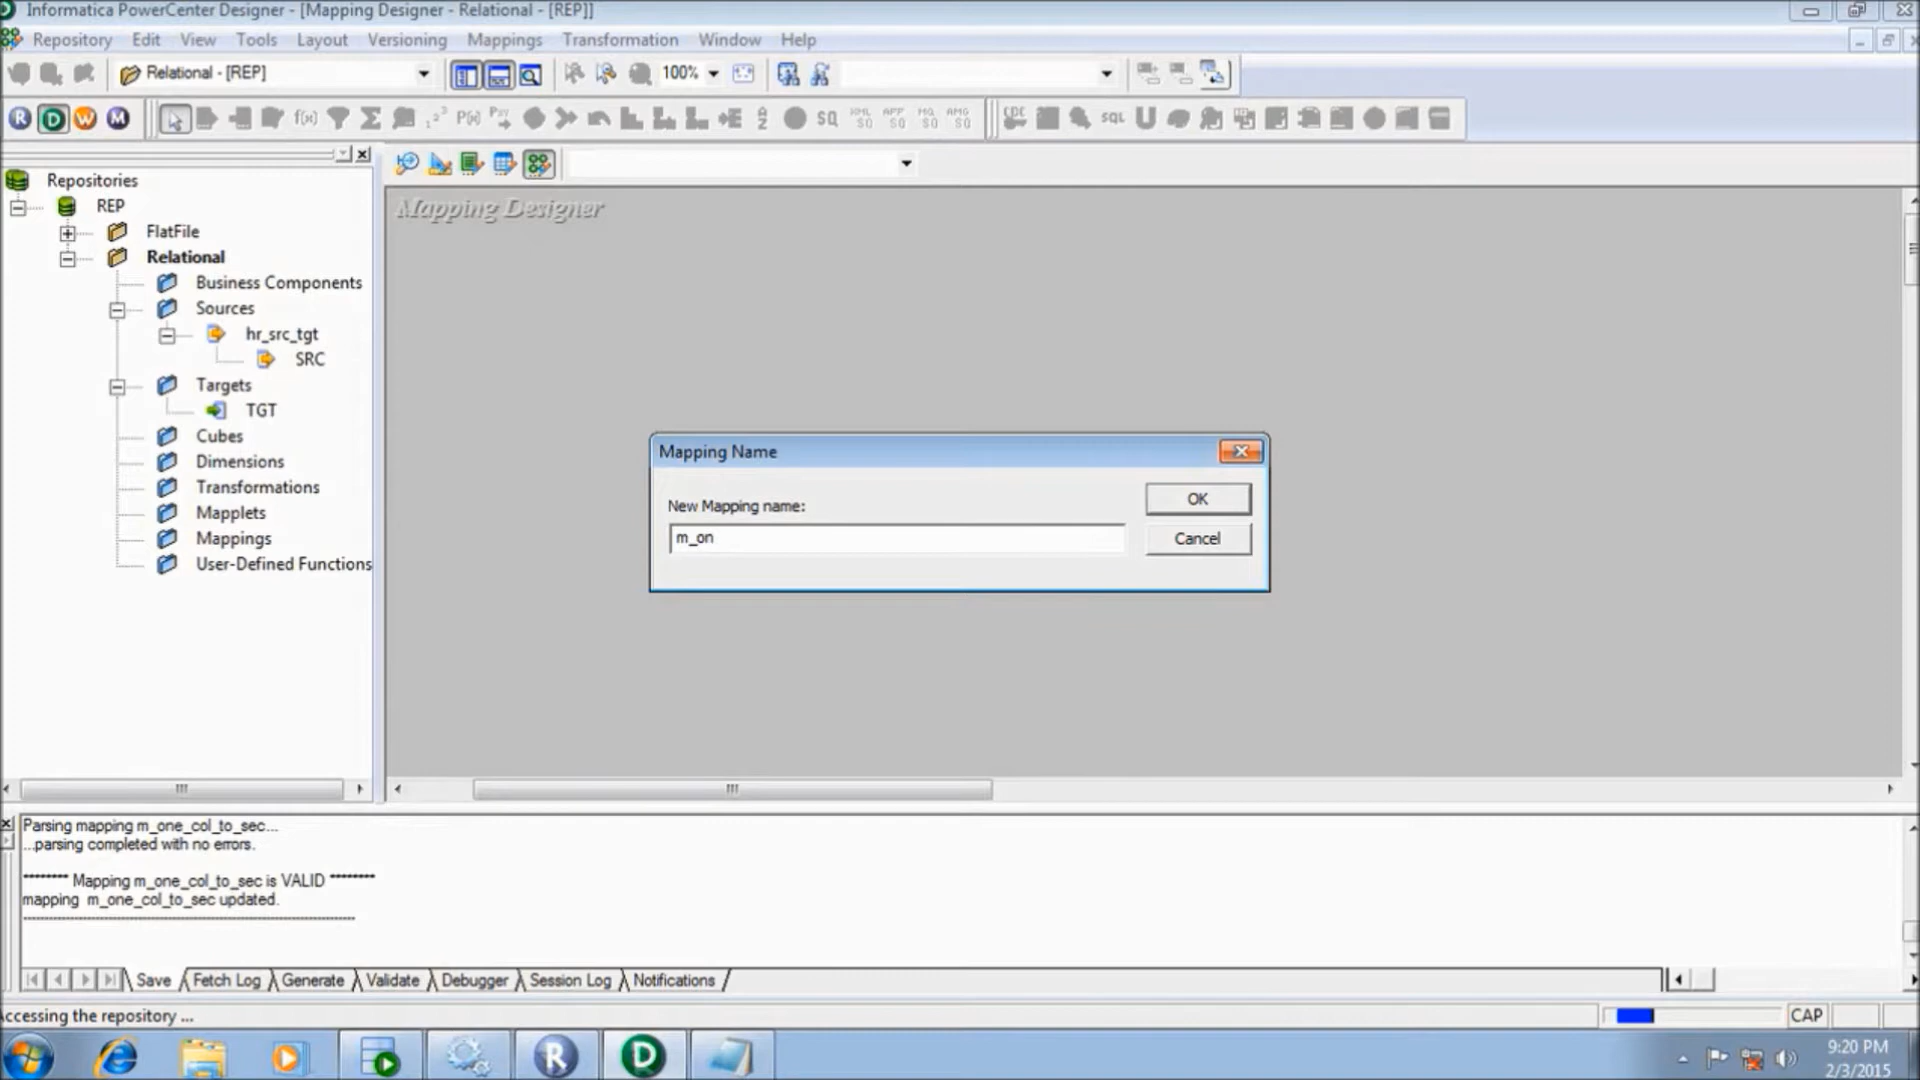 Informatica PowerCenter Designer - [Mapping Designer - Relational - [REP]]
Repository Edit View Tools Layout Versioning Mappings Transformation Window Help
Relational - [REP]
100%
R D W M f(x) P(x) SQ SQL
Mapping Designer
Repositories
REP
FlatFile
Relational
Business Components
Sources
hr_src_tgt
SRC
Targets
TGT
Cubes
Dimensions
Transformations
Mapplets
Mappings
User-Defined Functions
Mapping Name
New Mapping name:
m_on
OK
Cancel
Parsing mapping m_one_col_to_sec...
...parsing completed with no errors.
******** Mapping m_one_col_to_sec is VALID ********
mapping m_one_col_to_sec updated.
Save Fetch Log Generate Validate Debugger Session Log Notifications
Accessing the repository ...
CAP
R D
9:20 PM
2/3/2015